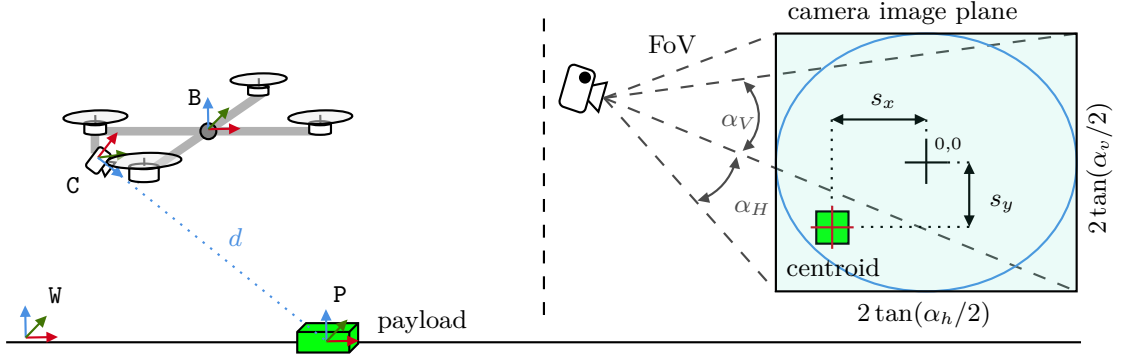 B
C
d
W
P
payload
camera image plane
FoV
α_V
α_H
s_x
0,0
s_y
centroid
2 tan(α_h/2)
2 tan(α_v/2)